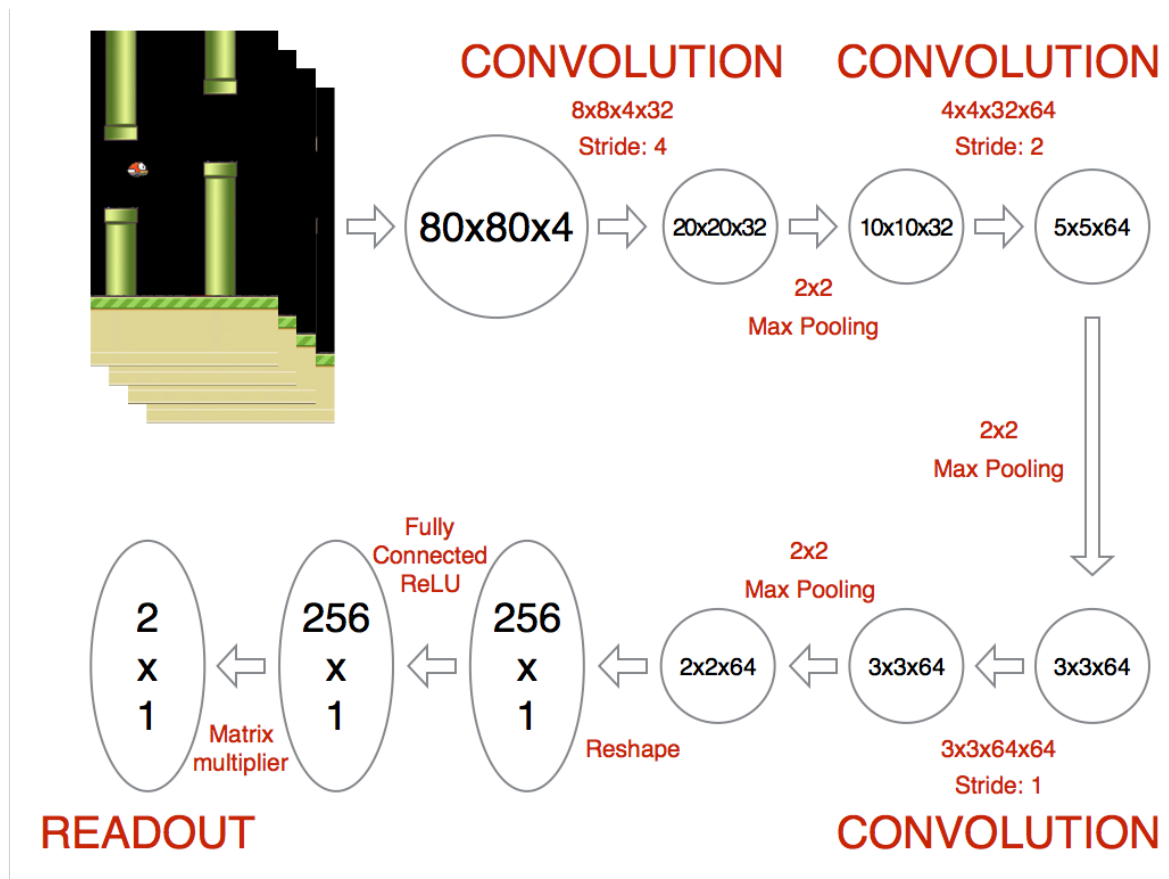 CONVOLUTION
8x8x4x32
Stride: 4
CONVOLUTION
4x4x32x64
Stride: 2
80x80x4
20x20x32
10x10x32
5x5x64
2x2
Max Pooling
2x2
Max Pooling
3x3x64
3x3x64x64
Stride: 1
CONVOLUTION
3x3x64
2x2
Max Pooling
2x2x64
Reshape
256
x
1
Fully
Connected
ReLU
256
x
1
Matrix
multiplier
2
x
1
READOUT